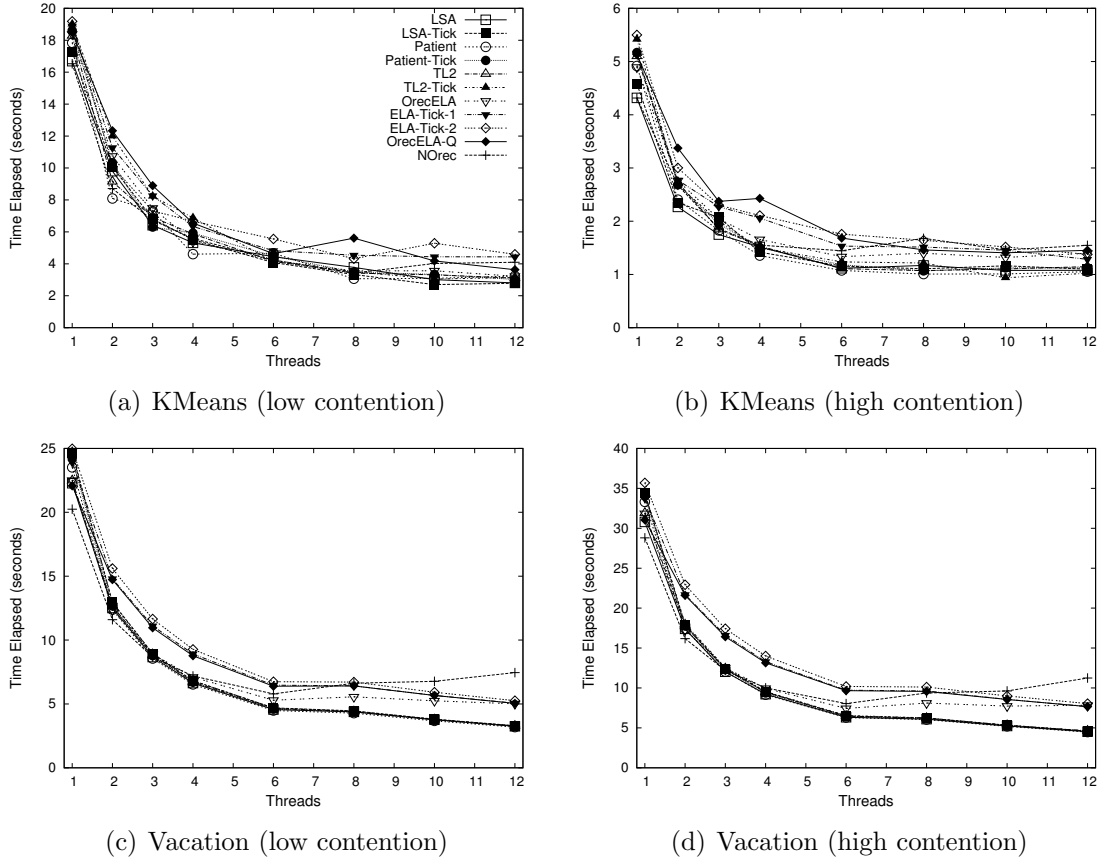 20
18
16
14
12
10
8
6
4
2
0
Time Elapsed (seconds)
1 2 3 4 5 6 7 8 9 10 11 12
Threads
LSA
LSA-Tick
Patient
Patient-Tick
TL2
TL2-Tick
OrecELA
ELA-Tick-1
ELA-Tick-2
OrecELA-Q
NOrec
(a) KMeans (low contention)
6
5
4
3
2
1
0
Time Elapsed (seconds)
1 2 3 4 5 6 7 8 9 10 11 12
Threads
(b) KMeans (high contention)
25
20
15
10
5
0
Time Elapsed (seconds)
1 2 3 4 5 6 7 8 9 10 11 12
Threads
(c) Vacation (low contention)
40
35
30
25
20
15
10
5
0
Time Elapsed (seconds)
1 2 3 4 5 6 7 8 9 10 11 12
Threads
(d) Vacation (high contention)